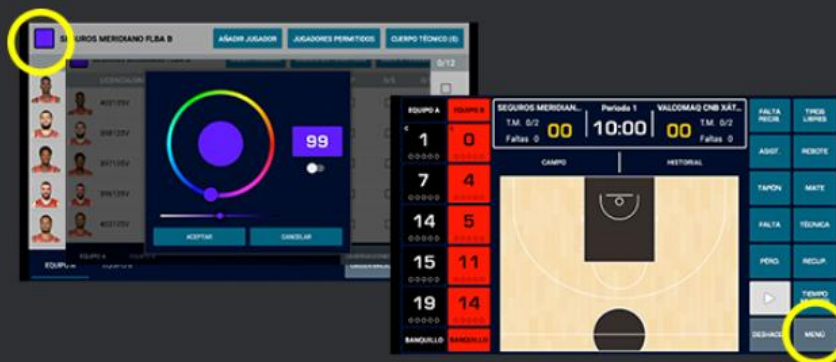 SEGUROS MERIDIANO FLBA B
AÑADIR JUGADOR
JUGADORES PERMITIDOS
CUERPO TÉCNICO (0)
0/12
99
ACEPTAR
CANCELAR
EQUIPO A
EQUIPO A
EQUIPO B
SEGUROS MERIDIAN...
Periodo 1
VALCOMAQ CNB XÀT...
T.M. 0/2
00
10:00
00
T.M. 0/2
Faltas 0
Faltas 0
CAMPO
HISTORIAL
1
0
7
4
14
5
15
11
19
14
BANQUILLO
BANQUILLO
FALTA RECIB.
TIROS LIBRES
ASIST.
REBOTE
TAPÓN
MATE
FALTA
TÉCNICA
PÉRD.
RECUP.
TIEMPO
DESHACER
MENÚ